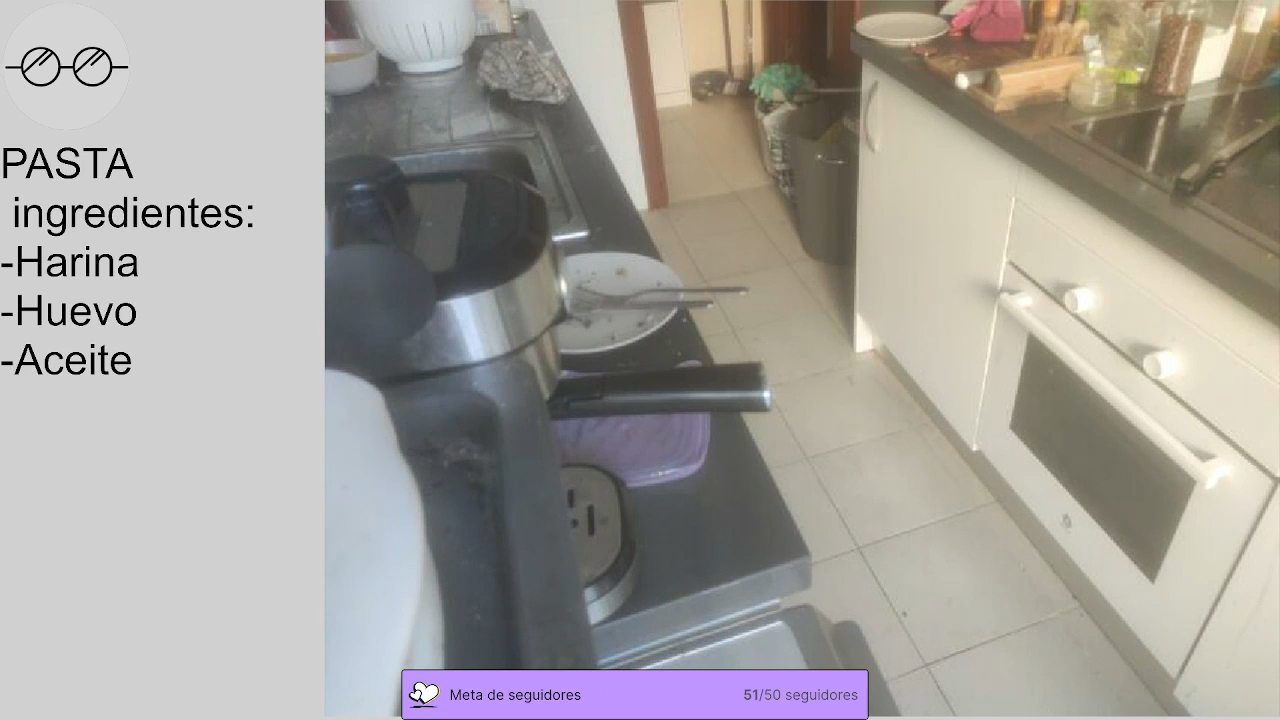 PASTA
ingredientes:
-Harina
-Huevo
-Aceite
Meta de seguidores 51/50 seguidores